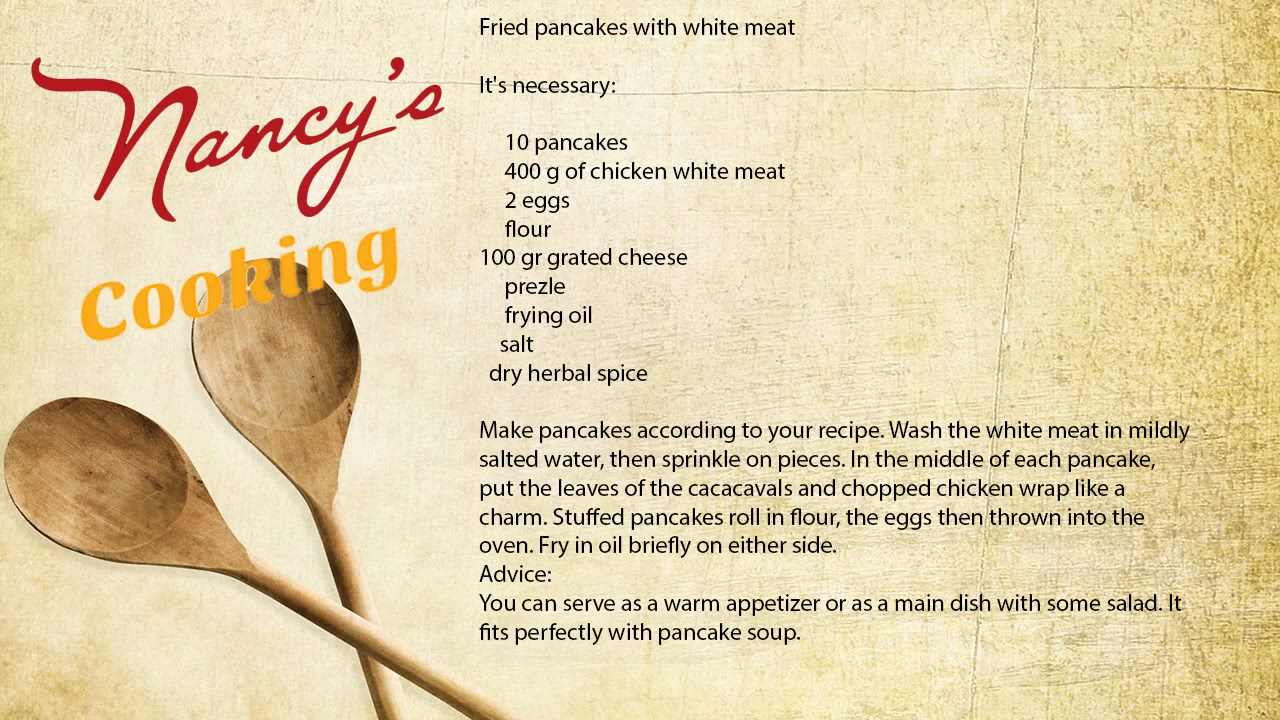 Nancy's
Cooking
Fried pancakes with white meat
It's necessary:
10 pancakes
400 g of chicken white meat
2 eggs
flour
100 gr grated cheese
prezle
frying oil
salt
dry herbal spice
Make pancakes according to your recipe. Wash the white meat in mildly
salted water, then sprinkle on pieces. In the middle of each pancake,
put the leaves of the cacacavals and chopped chicken wrap like a
charm. Stuffed pancakes roll in flour, the eggs then thrown into the
oven. Fry in oil briefly on either side.
Advice:
You can serve as a warm appetizer or as a main dish with some salad. It
fits perfectly with pancake soup.